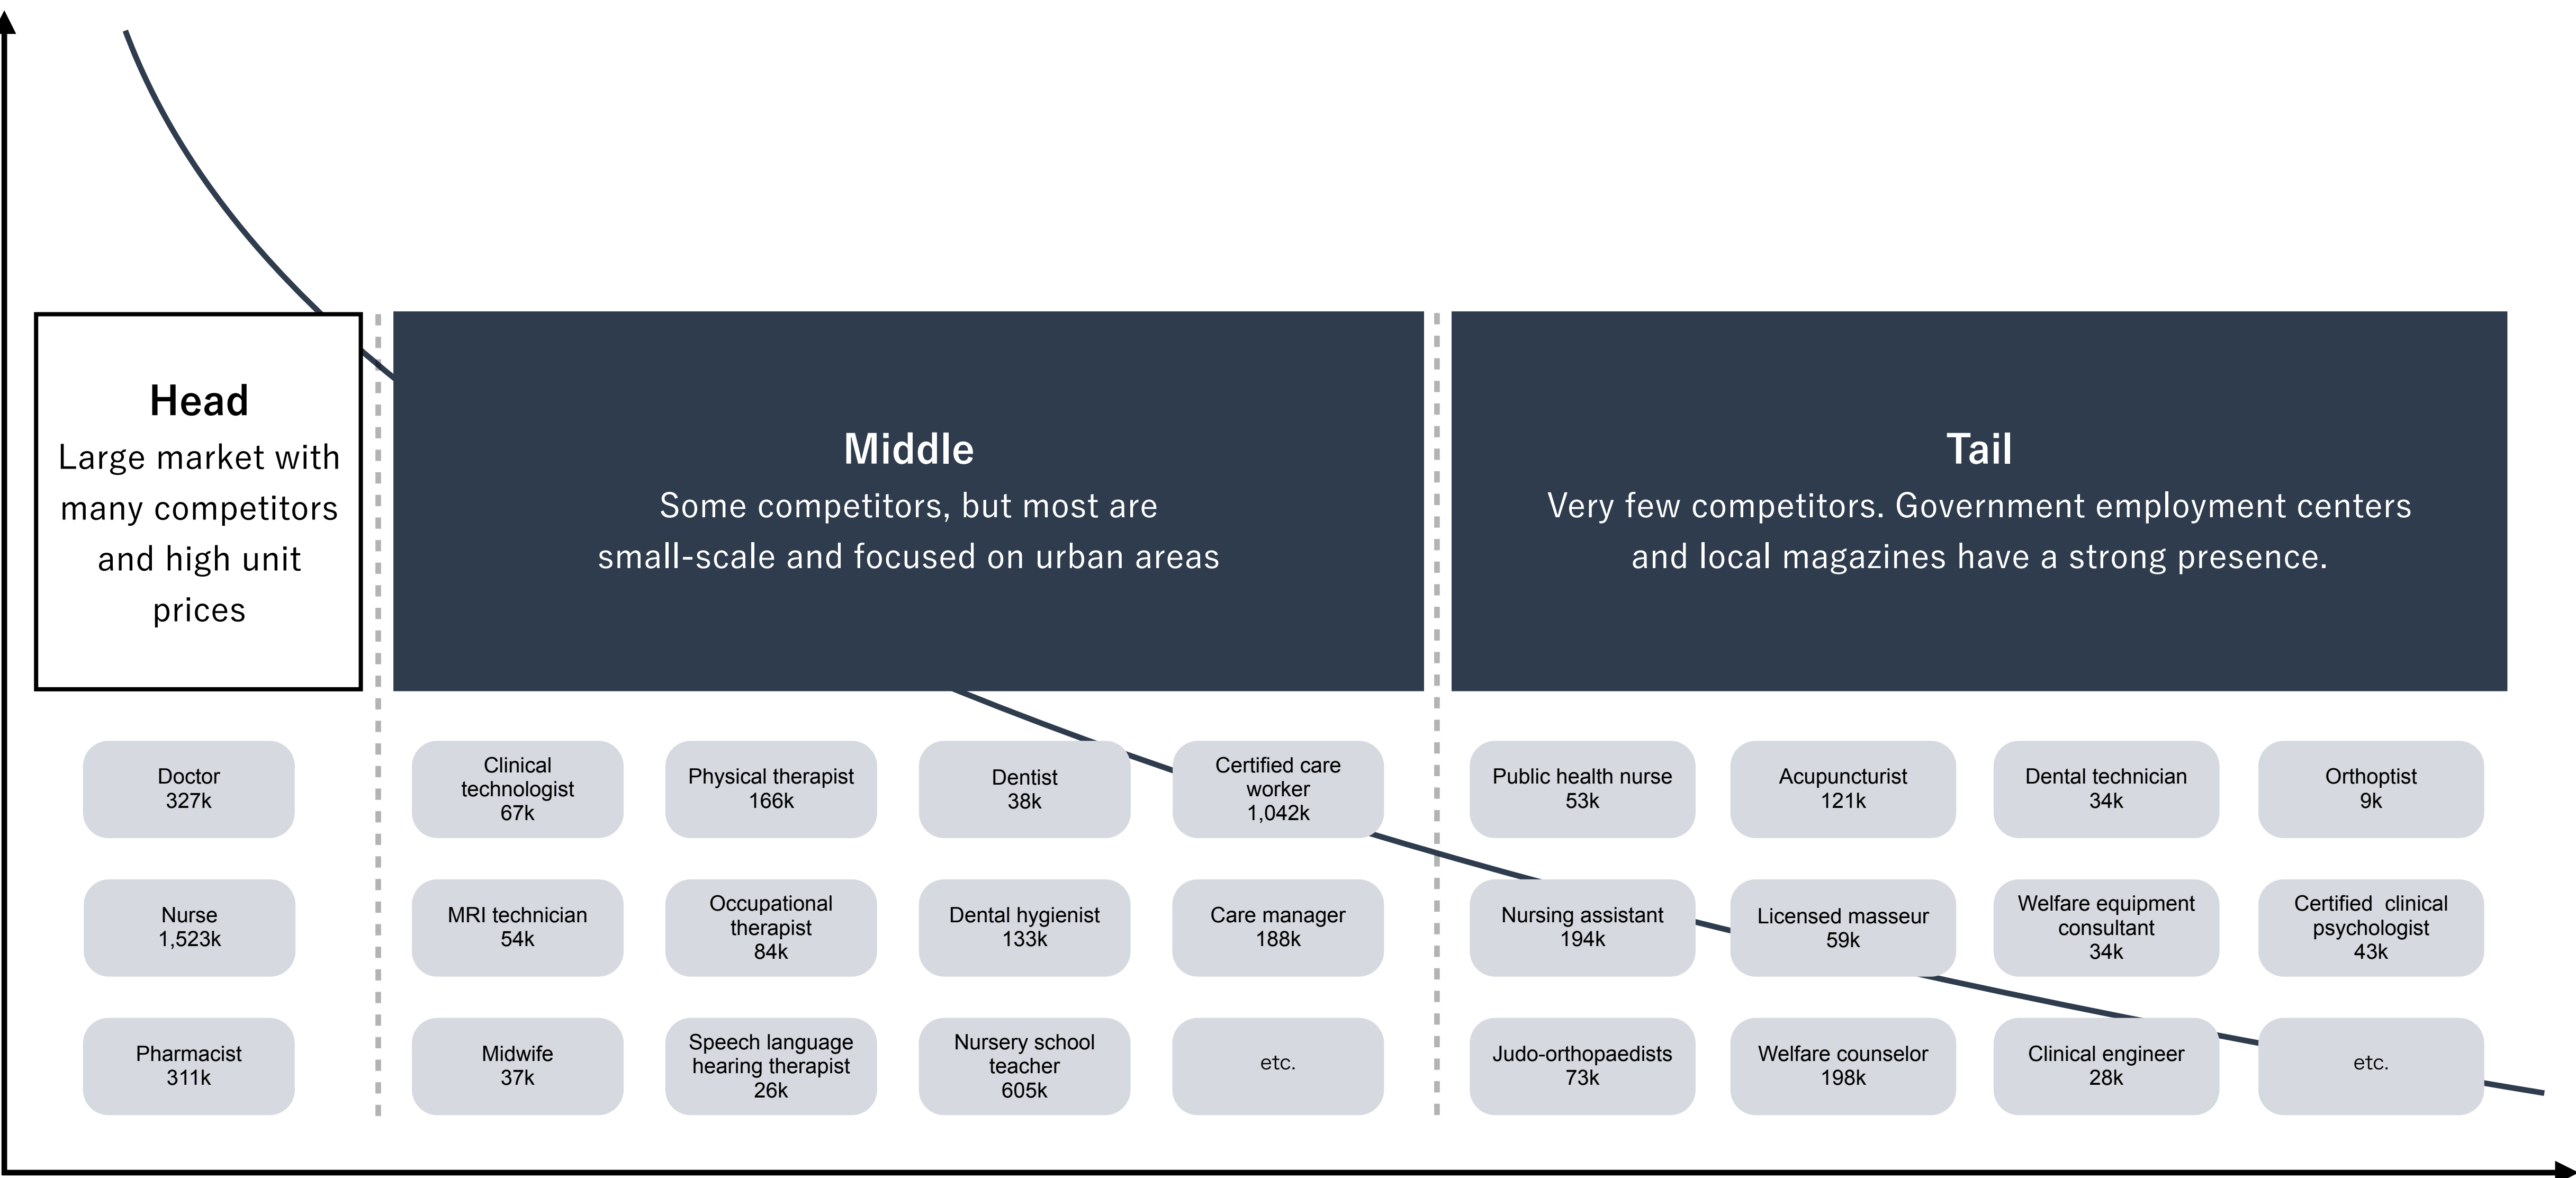 Head
Large market with
many competitors
and high unit
prices
Middle
Some competitors, but most are
small-scale and focused on urban areas
Tail
Very few competitors. Government employment centers
and local magazines have a strong presence.
Doctor
327k
Nurse
1,523k
Pharmacist
311k
Clinical
technologist
67k
Physical therapist
166k
Dentist
38k
Certified care
worker
1,042k
MRI technician
54k
Occupational
therapist
84k
Dental hygienist
133k
Care manager
188k
Midwife
37k
Speech language
hearing therapist
26k
Nursery school
teacher
605k
etc.
Public health nurse
53k
Acupuncturist
121k
Dental technician
34k
Orthoptist
9k
Nursing assistant
194k
Licensed masseur
59k
Welfare equipment
consultant
34k
Certified  clinical
psychologist
43k
Judo-orthopaedists
73k
Welfare counselor
198k
Clinical engineer
28k
etc.